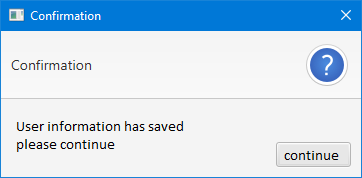 Confirmation
Confirmation
?
User information has saved
please continue
continue